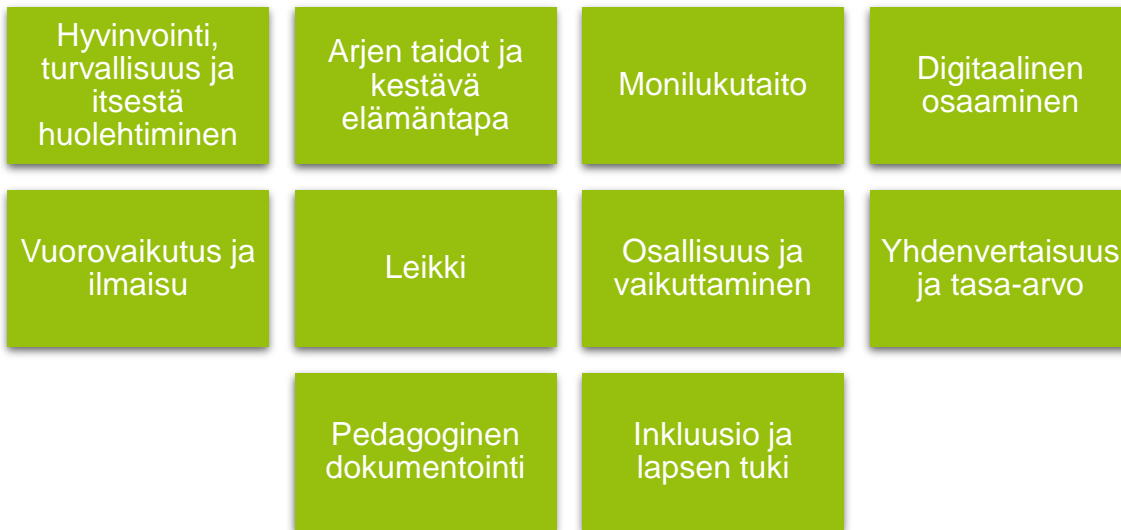 Hyvinvointi,
turvallisuus ja
itsestä
huolehtiminen
Arjen taidot ja
kestävä
elämäntapa
Monilukutaito
Digitaalinen
osaaminen
Vuorovaikutus ja
ilmaisu
Leikki
Osallisuus ja
vaikuttaminen
Yhdenvertaisuus
ja tasa-arvo
Pedagoginen
dokumentointi
Inkluusio ja
lapsen tuki